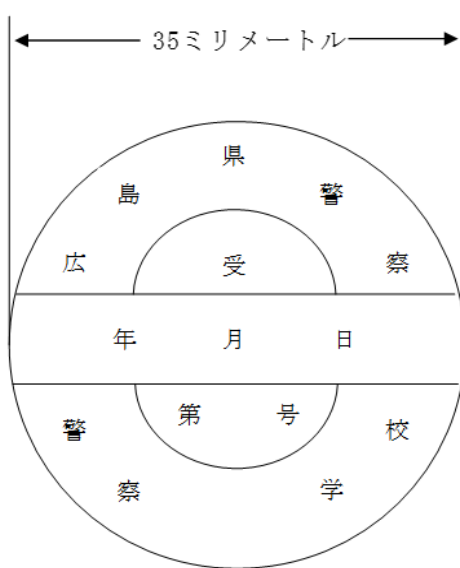 35ミリメートル
広島県警察
受
年 月 日
第 号
警察学校